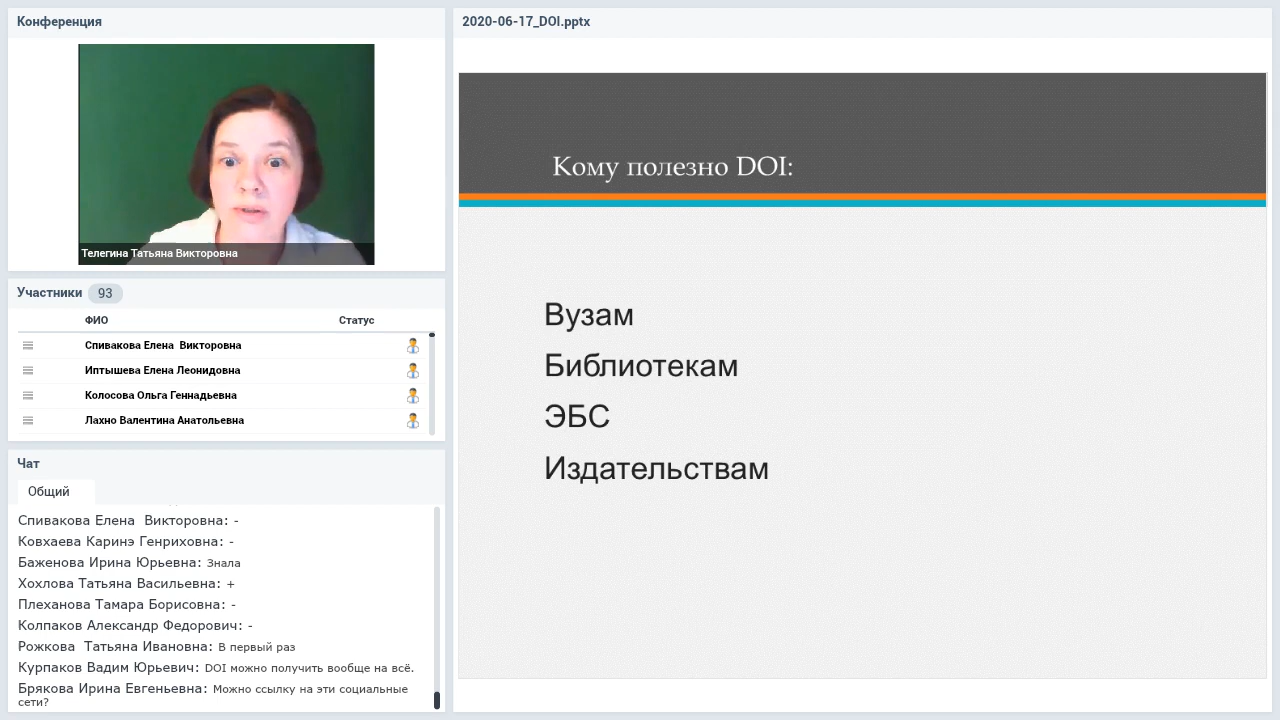 Конференция
Телегина Татьяна Викторовна
Участники 93
ФИО Статус
Спивакова Елена Викторовна
Иптышева Елена Леонидовна
Колосова Ольга Геннадьевна
Лахно Валентина Анатольевна
Чат
Общий
Спивакова Елена Викторовна: -
Ковхаева Каринэ Генриховна: -
Баженова Ирина Юрьевна: Знала
Хохлова Татьяна Васильевна: +
Плеханова Тамара Борисовна: -
Колпаков Александр Федорович: -
Рожкова Татьяна Ивановна: В первый раз
Курпаков Вадим Юрьевич: DOI можно получить вообще на всё.
Брякова Ирина Евгеньевна: Можно ссылку на эти социальные
сети?
2020-06-17_DOI.pptx
Кому полезно DOI:
Вузам
Библиотекам
ЭБС
Издательствам